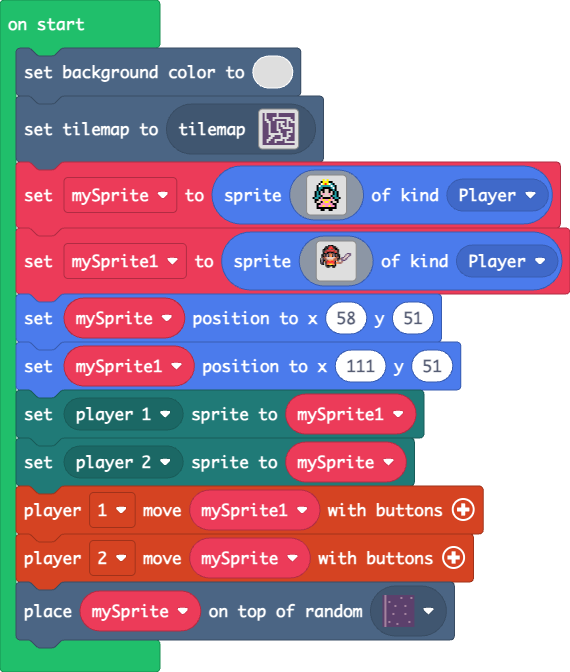 on start
set background color to
set tilemap to tilemap
set mySprite to sprite of kind Player
set mySprite1 to sprite of kind Player
set mySprite position to x 58 y 51
set mySprite1 position to x 111 y 51
set player 1 sprite to mySprite1
set player 2 sprite to mySprite
player 1 move mySprite1 with buttons
player 2 move mySprite with buttons
place mySprite on top of random